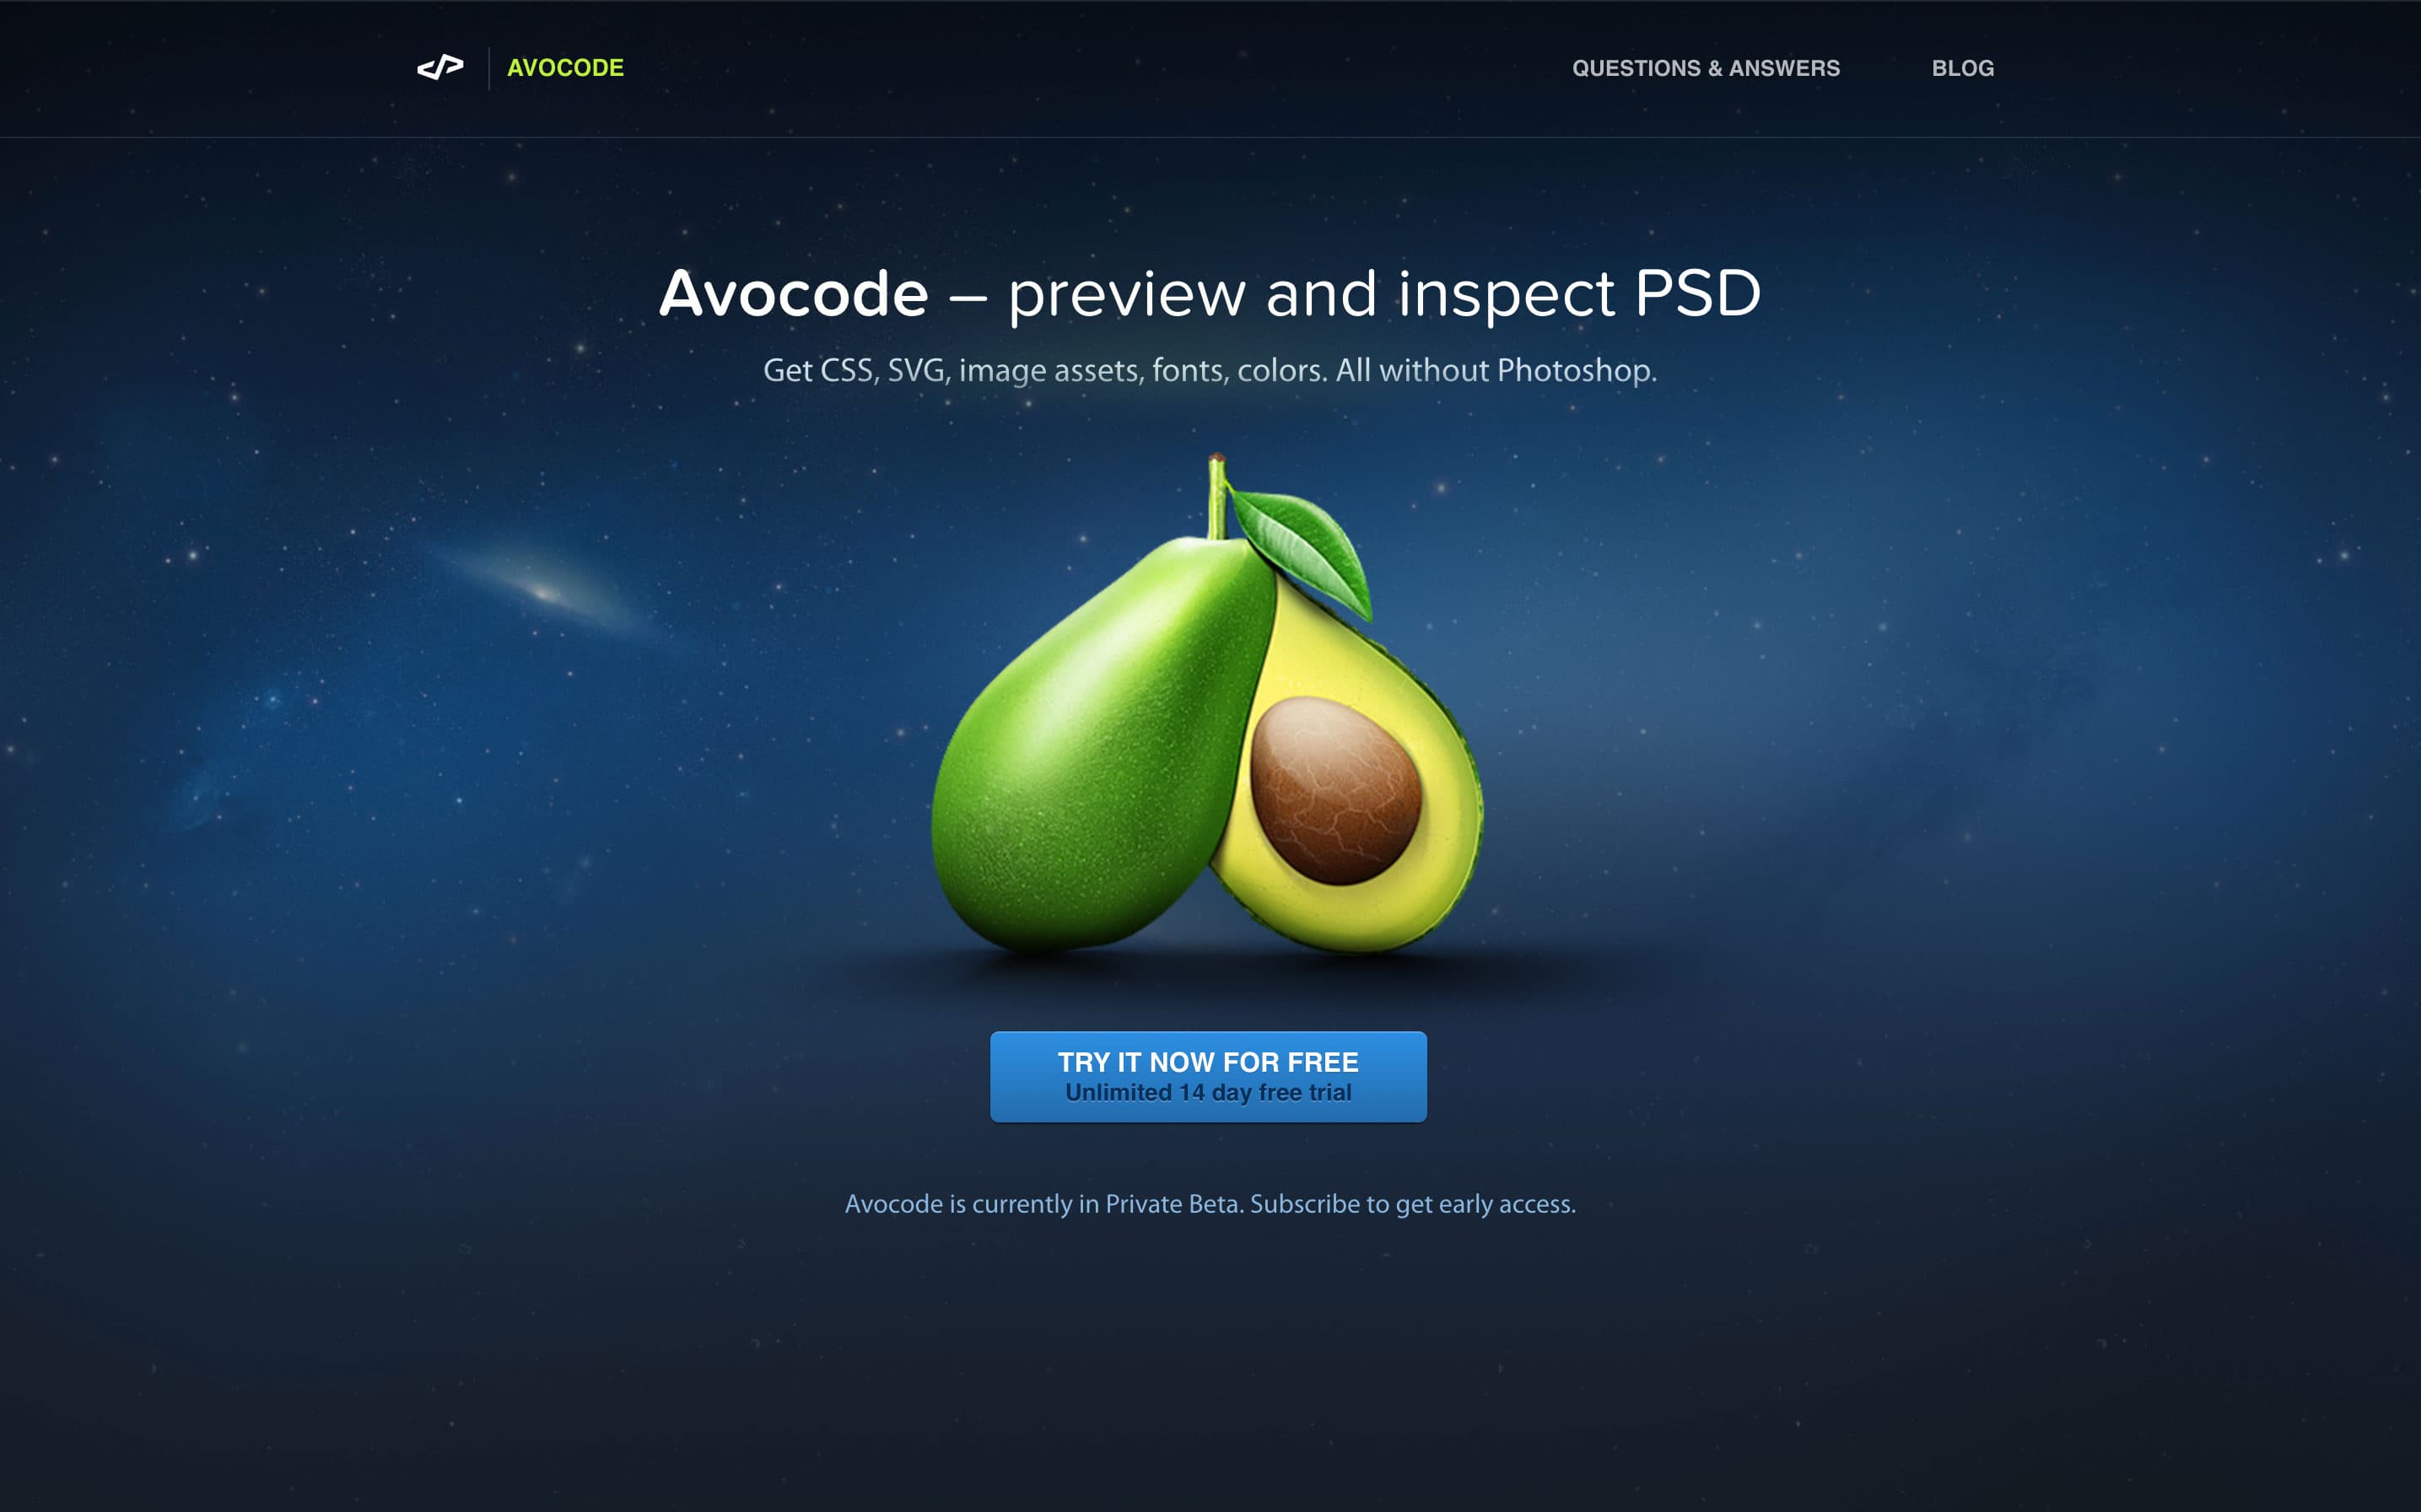 AVOCODE
QUESTIONS & ANSWERS
BLOG
Avocode – preview and inspect PSD
Get CSS, SVG, image assets, fonts, colors. All without Photoshop.
TRY IT NOW FOR FREE
Unlimited 14 day free trial
Avocode is currently in Private Beta. Subscribe to get early access.